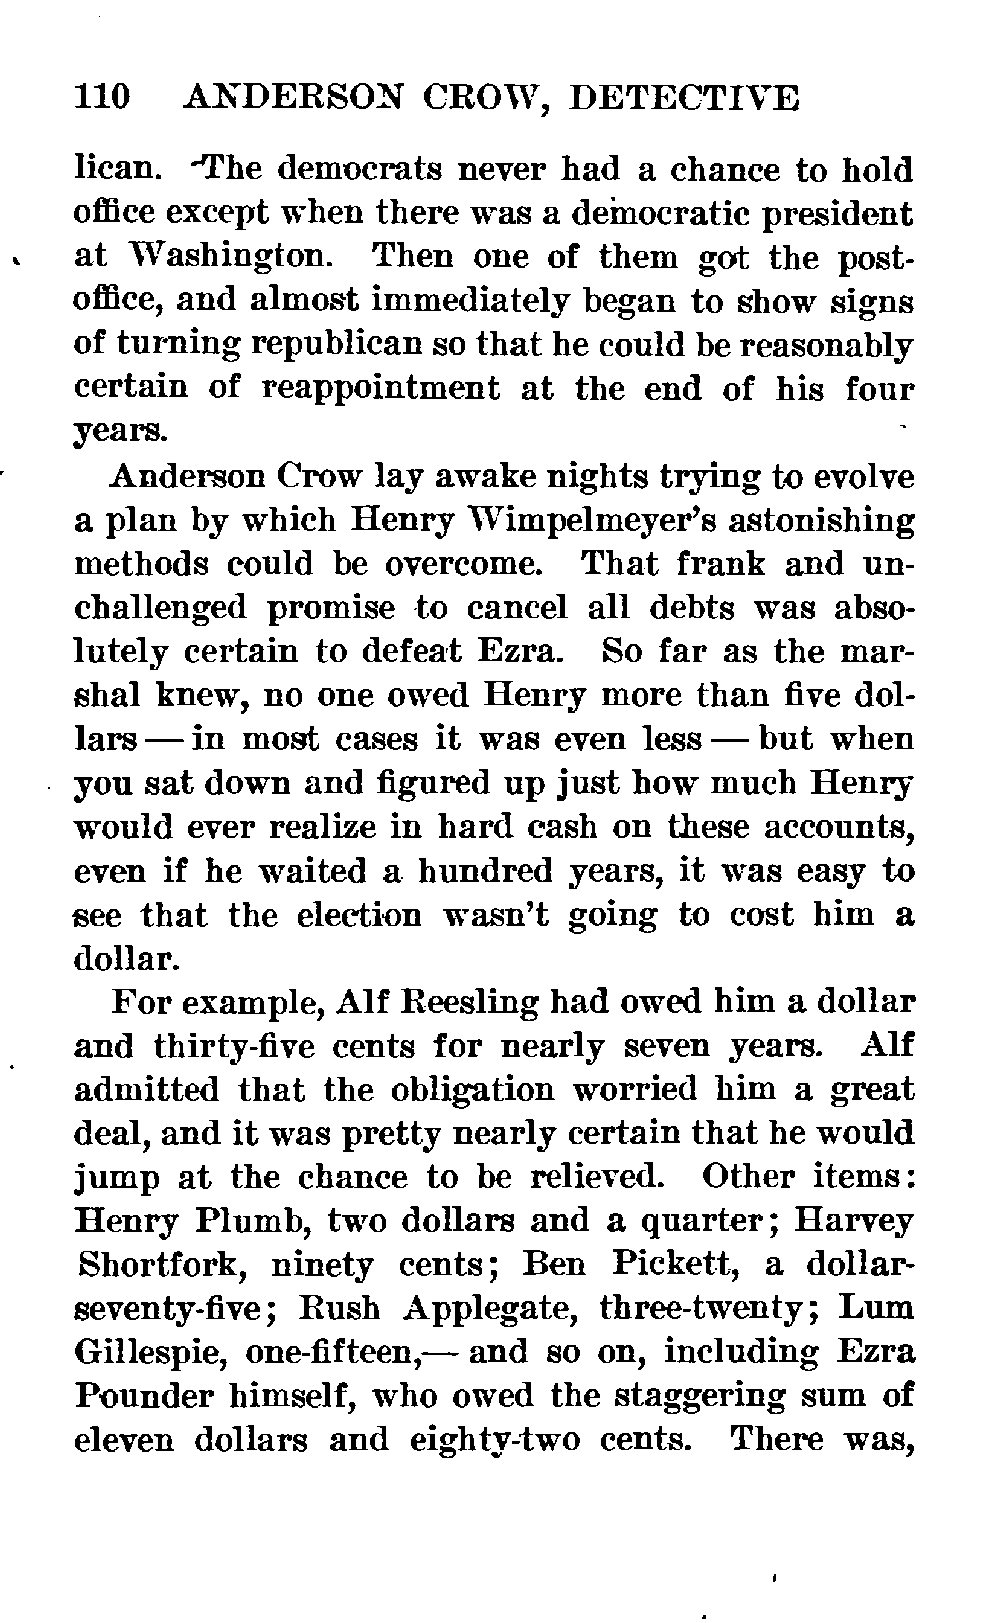 110 ANDERSON CROW, DETECTIVE
lican. The democrats never had a chance to hold
office except when there was a democratic president
at Washington. Then one of them got the post-
office, and almost immediately began to show signs
of turning republican so that he could be reasonably
certain of reappointment at the end of his four
years.
Anderson Crow lay awake nights trying to evolve
a plan by which Henry Wimpelmeyer's astonishing
methods could be overcome. That frank and un-
challenged promise to cancel all debts was abso-
lutely certain to defeat Ezra. So far as the mar-
shal knew, no one owed Henry more than five dol-
lars — in most cases it was even less — but when
you sat down and figured up just how much Henry
would ever realize in hard cash on these accounts,
even if he waited a hundred years, it was easy to
see that the election wasn't going to cost him a
dollar.
For example, Alf Reesling had owed him a dollar
and thirty-five cents for nearly seven years. Alf
admitted that the obligation worried him a great
deal, and it was pretty nearly certain that he would
jump at the chance to be relieved. Other items:
Henry Plumb, two dollars and a quarter; Harvey
Shortfork, ninety cents; Ben Pickett, a dollar-
seventy-five; Rush Applegate, three-twenty; Lum
Gillespie, one-fifteen,— and so on, including Ezra
Pounder himself, who owed the staggering sum of
eleven dollars and eighty-two cents. There was,